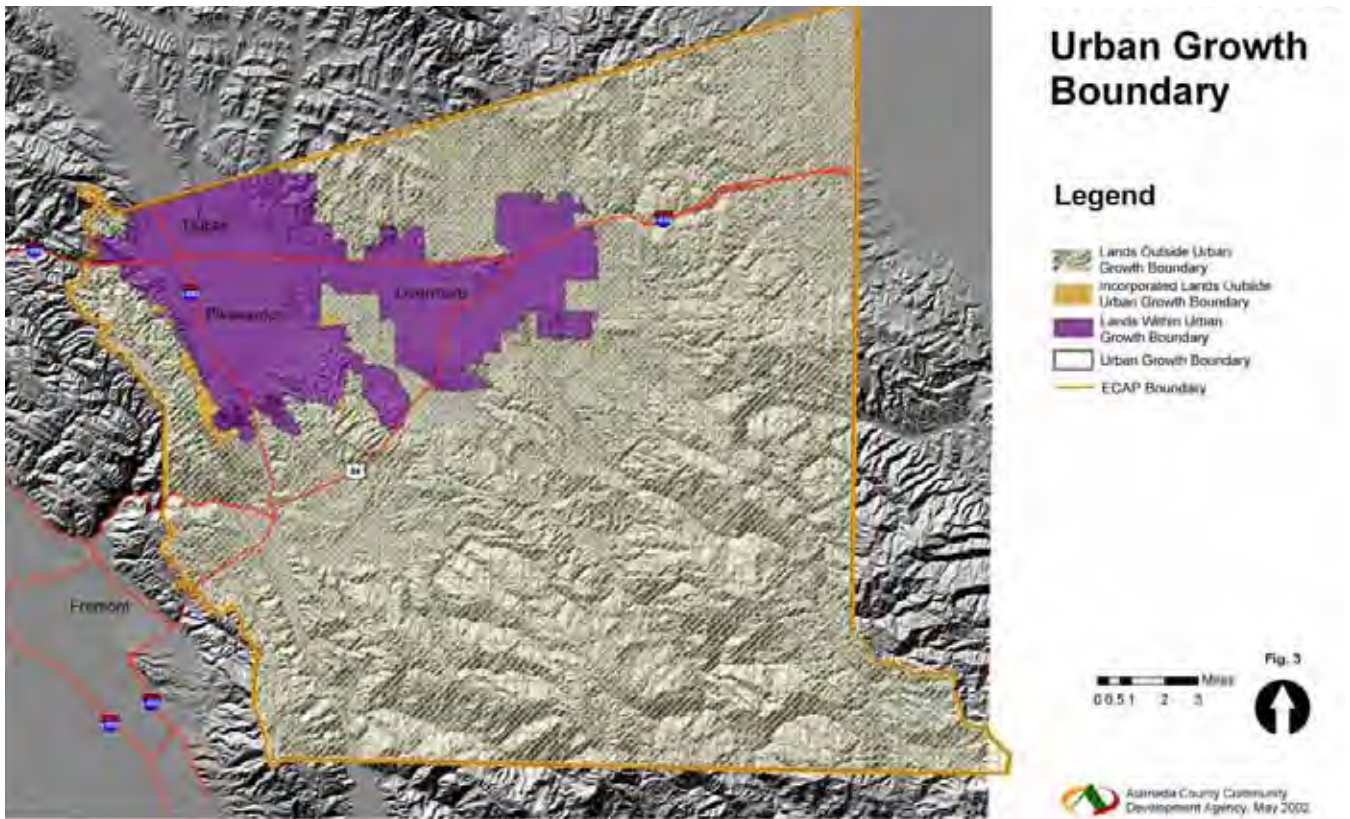 Urban Growth
Boundary
Legend
Lands Outside Urban
Growth Boundary
Incorporated Lands Outside
Urban Growth Boundary
Lands Within Urban
Growth Boundary
Urban Growth Boundary
ECAP Boundary
Dublin
Pleasanton
Livermore
84
Fremont
Fig. 3
Miles
0 0.5 1 2 3
Alameda County Community
Development Agency, May 2002